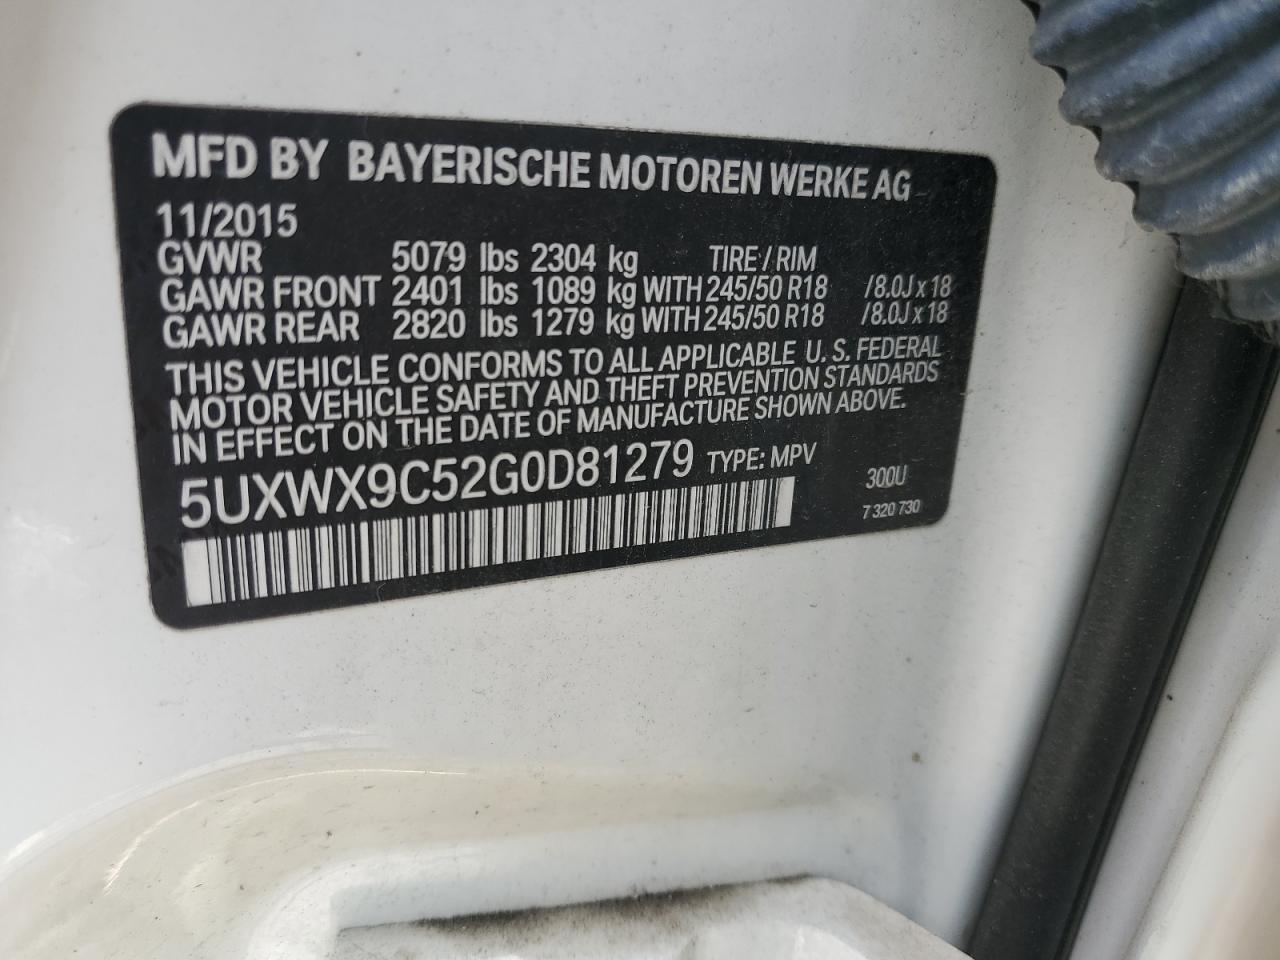 MFD BY BAYERISCHE MOTOREN WERKE AG
11/2015
GVWR 5079 lbs 2304 kg TIRE / RIM
GAWR FRONT 2401 lbs 1089 kg WITH 245/50 R18 /8.0J x 18
GAWR REAR 2820 lbs 1279 kg WITH 245/50 R18 /8.0J x 18
THIS VEHICLE CONFORMS TO ALL APPLICABLE U. S. FEDERAL
MOTOR VEHICLE SAFETY AND THEFT PREVENTION STANDARDS
IN EFFECT ON THE DATE OF MANUFACTURE SHOWN ABOVE.
5UXWX9C52G0D81279 TYPE: MPV
300U
7 320 730